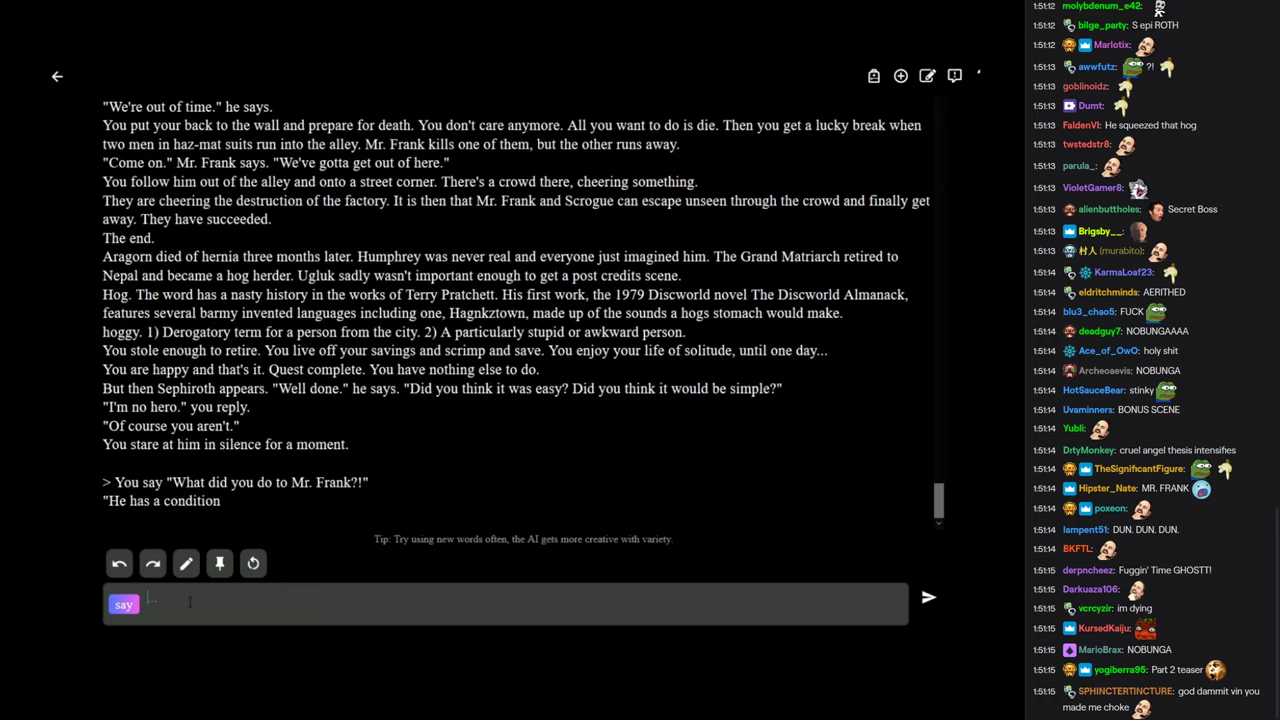 "We're out of time." he says.
You put your back to the wall and prepare for death. You don't care anymore. All you want to do is die. Then you get a lucky break when
two men in haz-mat suits run into the alley. Mr. Frank kills one of them, but the other runs away.
"Come on." Mr. Frank says. "We've gotta get out of here."
You follow him out of the alley and onto a street corner. There's a crowd there, cheering something.
They are cheering the destruction of the factory. It is then that Mr. Frank and Scrogue can escape unseen through the crowd and finally get
away. They have succeeded.
The end.
Aragorn died of hernia three months later. Humphrey was never real and everyone just imagined him. The Grand Matriarch retired to
Nepal and became a hog herder. Ugluk sadly wasn't important enough to get a post credits scene.
Hog. The word has a nasty history in the works of Terry Pratchett. His first work, the 1979 Discworld novel The Discworld Almanack,
features several barmy invented languages including one, Hagnkztown, made up of the sounds a hogs stomach would make.
hoggy. 1) Derogatory term for a person from the city. 2) A particularly stupid or awkward person.
You stole enough to retire. You live off your savings and scrimp and save. You enjoy your life of solitude, until one day...
You are happy and that's it. Quest complete. You have nothing else to do.
But then Sephiroth appears. "Well done." he says. "Did you think it was easy? Did you think it would be simple?"
"I'm no hero." you reply.
"Of course you aren't."
You stare at him in silence for a moment.
> You say "What did you do to Mr. Frank?!"
"He has a condition
Tip: Try using new words often, the AI gets more creative with variety.
say ...
1:51:12 molybdenum_e42:
1:51:12 bilge_party: S epi ROTH
1:51:12 Marlotix:
1:51:13 awwfutz: ?!
1:51:13 goblinoidz:
1:51:13 Dumt:
1:51:13 FaldenVI: He squeezed that hog
1:51:13 twstedstr8:
1:51:13 parula_:
1:51:13 VioletGamer8:
1:51:13 alienbuttholes: Secret Boss
1:51:13 Brigsby__:
1:51:13 村人 (murabito):
1:51:14 KarmaLoaf23:
1:51:14 eldritchminds: AERITHED
1:51:14 blu3_chao5: FUCK
1:51:14 deadguy7: NOBUNGAAAA
1:51:14 Ace_of_OwO: holy shit
1:51:14 Archeoaevis: NOBUNGA
1:51:14 HotSauceBear: stinky
1:51:14 Uvaminners: BONUS SCENE
1:51:14 Yubli:
1:51:14 DrtyMonkey: cruel angel thesis intensifies
1:51:14 TheSignificantFigure:
1:51:14 Hipster_Nate: MR. FRANK
1:51:14 poxeon:
1:51:14 lampent51: DUN. DUN. DUN.
1:51:14 BKFTL:
1:51:15 derpncheez: Fuggin' Time GHOSTT!
1:51:15 Darkuaza106:
1:51:15 vcrcyzir: im dying
1:51:15 KursedKaiju:
1:51:15 MarioBrax: NOBUNGA
1:51:15 yogiberra95: Part 2 teaser
1:51:15 SPHINCTERTINCTURE: god dammit vin you
made me choke